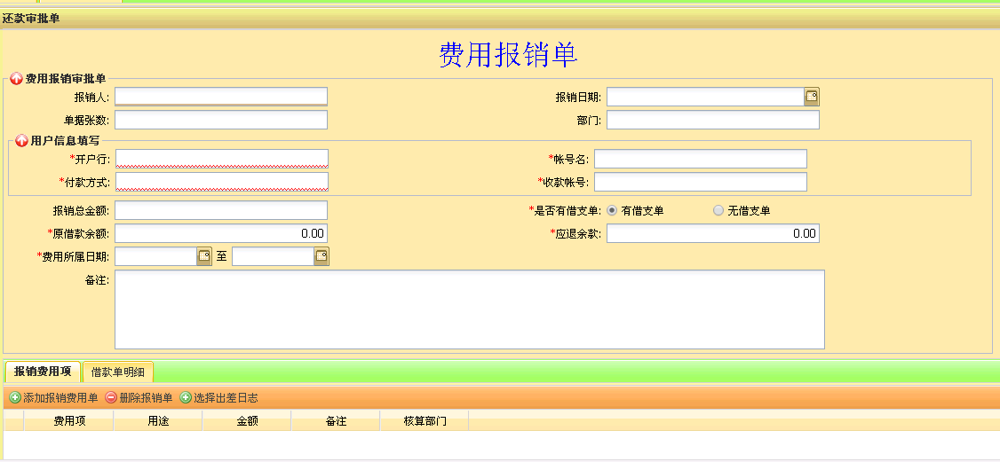 还款审批单
费用报销单
费用报销审批单
报销人: 报销日期:
单据张数: 部门:
用户信息填写
*开户行: *帐号名:
*付款方式: *收款帐号:
报销总金额: *是否有借支单: 有借支单 无借支单
*原借款余额: 0.00 *应退余款: 0.00
*费用所属日期: 至
备注:
报销费用项 借款单明细
添加报销费用单 删除报销单 选择出差日志
费用项 用途 金额 备注 核算部门